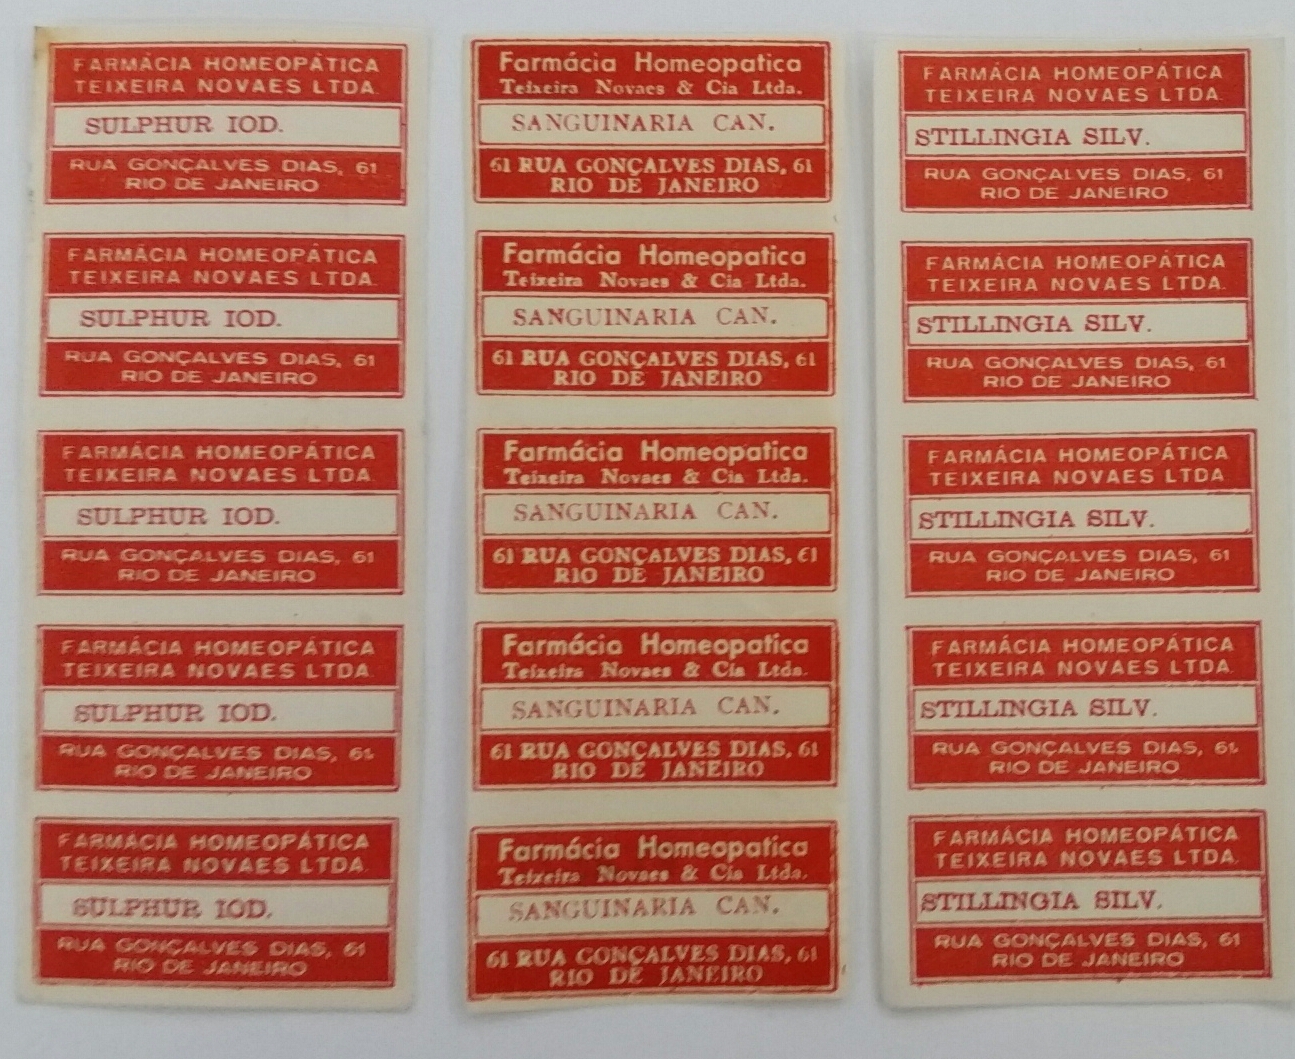 FARMÁCIA HOMEOPÁTICA
TEIXEIRA NOVAES LTDA.
SULPHUR IOD.
RUA GONÇALVES DIAS, 61
RIO DE JANEIRO
FARMÁCIA HOMEOPÁTICA
TEIXEIRA NOVAES LTDA.
SULPHUR IOD.
RUA GONÇALVES DIAS, 61
RIO DE JANEIRO
FARMÁCIA HOMEOPÁTICA
TEIXEIRA NOVAES LTDA
SULPHUR IOD.
RUA GONÇALVES DIAS, 61
RIO DE JANEIRO
FARMÁCIA HOMEOPÁTICA
TEIXEIRA NOVAES LTDA.
SULPHUR IOD.
RUA GONÇALVES DIAS, 61
RIO DE JANEIRO
FARMÁCIA HOMEOPÁTICA
TEIXEIRA NOVAES LTDA.
SULPHUR IOD.
RUA GONÇALVES DIAS, 61
RIO DE JANEIRO
Farmácia Homeopatica
Teixeira Novaes & Cia Ltda.
SANGUINARIA CAN.
61 RUA GONÇALVES DIAS, 61
RIO DE JANEIRO
Farmácia Homeopatica
Teixeira Novaes & Cia Ltda.
SANGUINARIA CAN.
61 RUA GONÇALVES DIAS, 61
RIO DE JANEIRO
Farmácia Homeopatica
Teixeira Novaes & Cia Ltda.
SANGUINARIA CAN.
61 RUA GONÇALVES DIAS, 61
RIO DE JANEIRO
Farmácia Homeopatica
Teixeira Novaes & Cia Ltda.
SANGUINARIA CAN.
61 RUA GONÇALVES DIAS, 61
RIO DE JANEIRO
Farmácia Homeopatica
Teixeira Novaes & Cia Ltda.
SANGUINARIA CAN.
61 RUA GONÇALVES DIAS, 61
RIO DE JANEIRO
FARMÁCIA HOMEOPÁTICA
TEIXEIRA NOVAES LTDA.
STILLINGIA SILV.
RUA GONÇALVES DIAS, 61
RIO DE JANEIRO
FARMÁCIA HOMEOPÁTICA
TEIXEIRA NOVAES LTDA.
STILLINGIA SILV.
RUA GONÇALVES DIAS, 61
RIO DE JANEIRO
FARMÁCIA HOMEOPÁTICA
TEIXEIRA NOVAES LTDA.
STILLINGIA SILV.
RUA GONÇALVES DIAS, 61
RIO DE JANEIRO
FARMÁCIA HOMEOPÁTICA
TEIXEIRA NOVAES LTDA.
STILLINGIA SILV.
RUA GONÇALVES DIAS, 61
RIO DE JANEIRO
FARMÁCIA HOMEOPÁTICA
TEIXEIRA NOVAES LTDA.
STILLINGIA SILV.
RUA GONÇALVES DIAS, 61
RIO DE JANEIRO